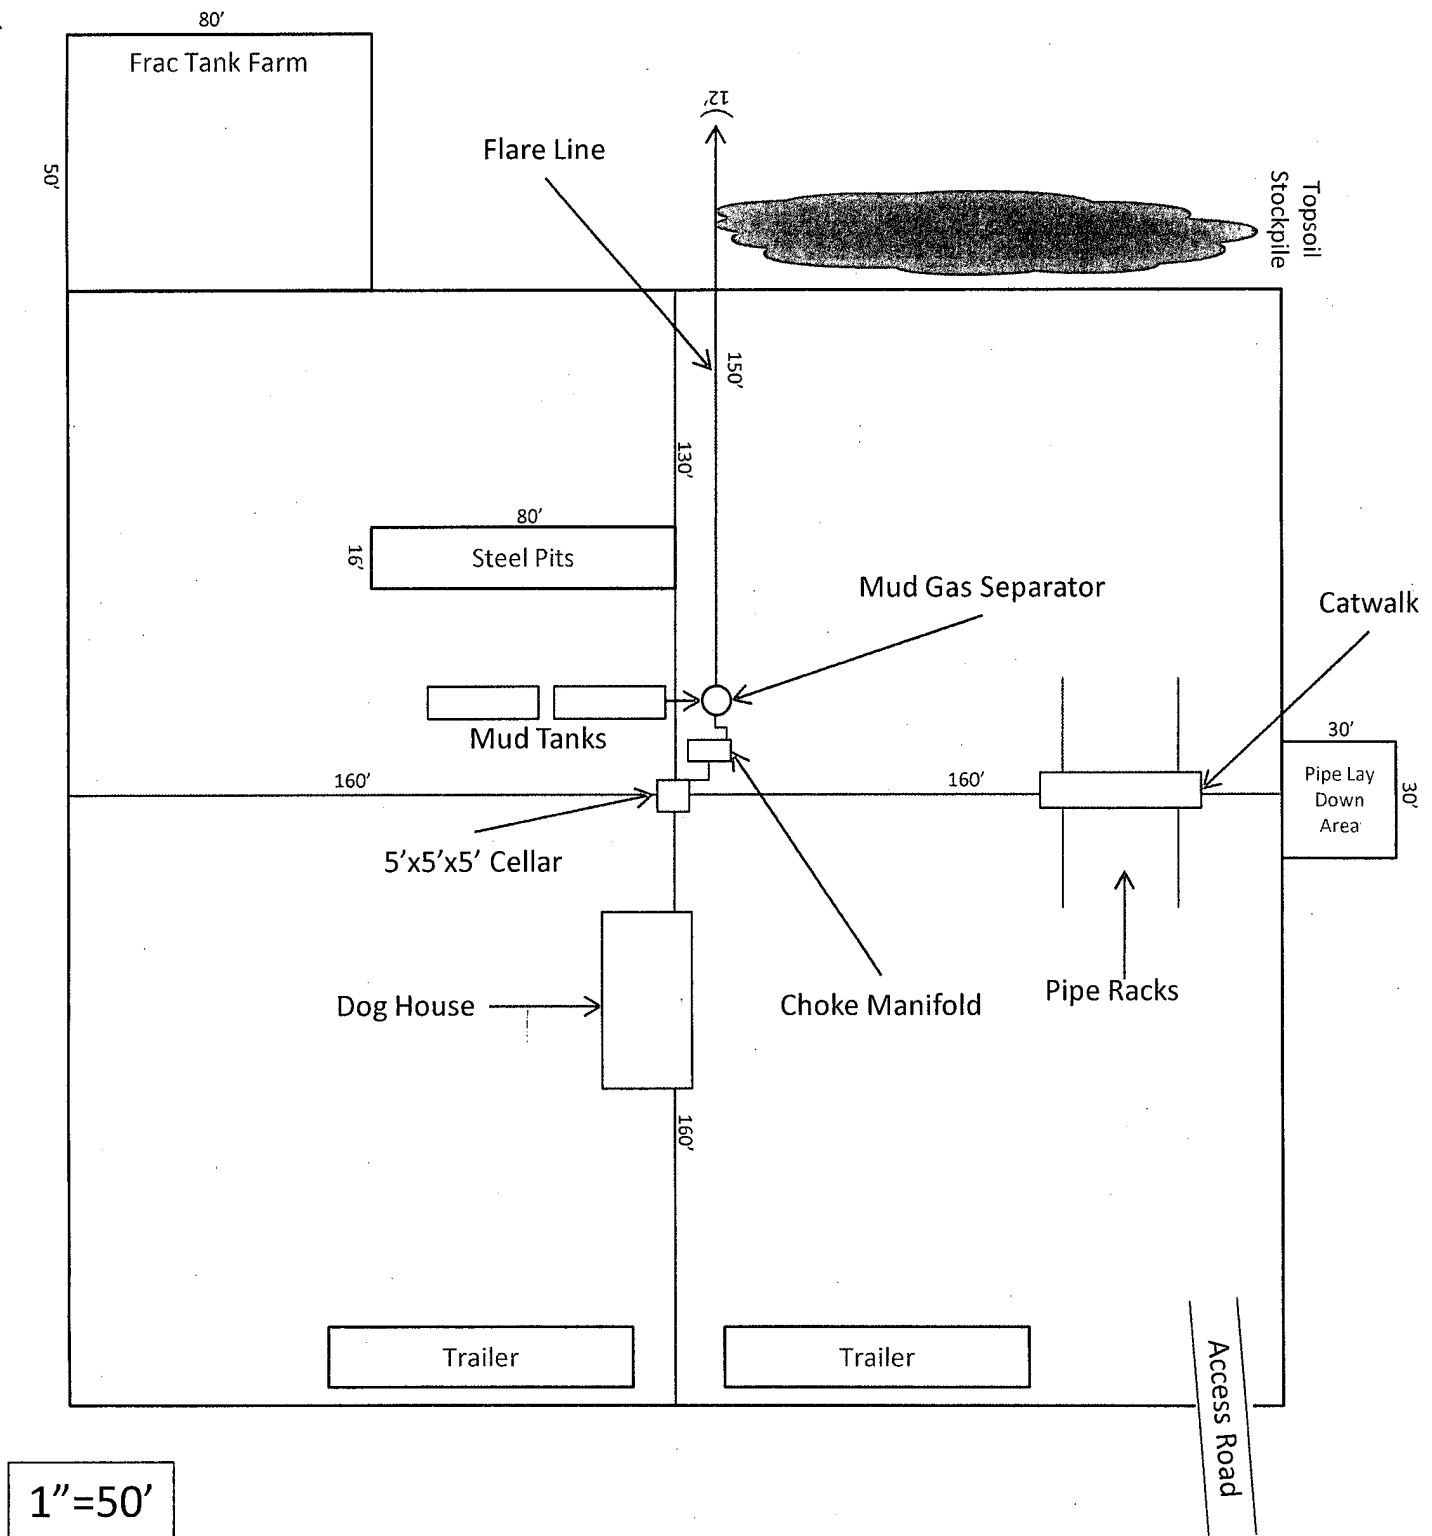 80’
Frac Tank Farm
50’
12’
Flare Line
Topsoil
Stockpile
150’
130’
80’
16’
Steel Pits
Mud Gas Separator
Catwalk
Mud Tanks
160’
160’
30’
Pipe Lay
Down
Area
30’
5’x5’x5’ Cellar
Dog House
Choke Manifold
Pipe Racks
160’
Trailer
Trailer
Access Road
1”=50’